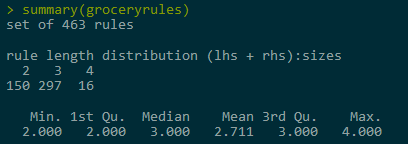 > summary(groceryrules)
set of 463 rules
rule length distribution (lhs + rhs):sizes
2 3 4
150 297 16
Min. 1st Qu. Median Mean 3rd Qu. Max.
2.000 2.000 3.000 2.711 3.000 4.000